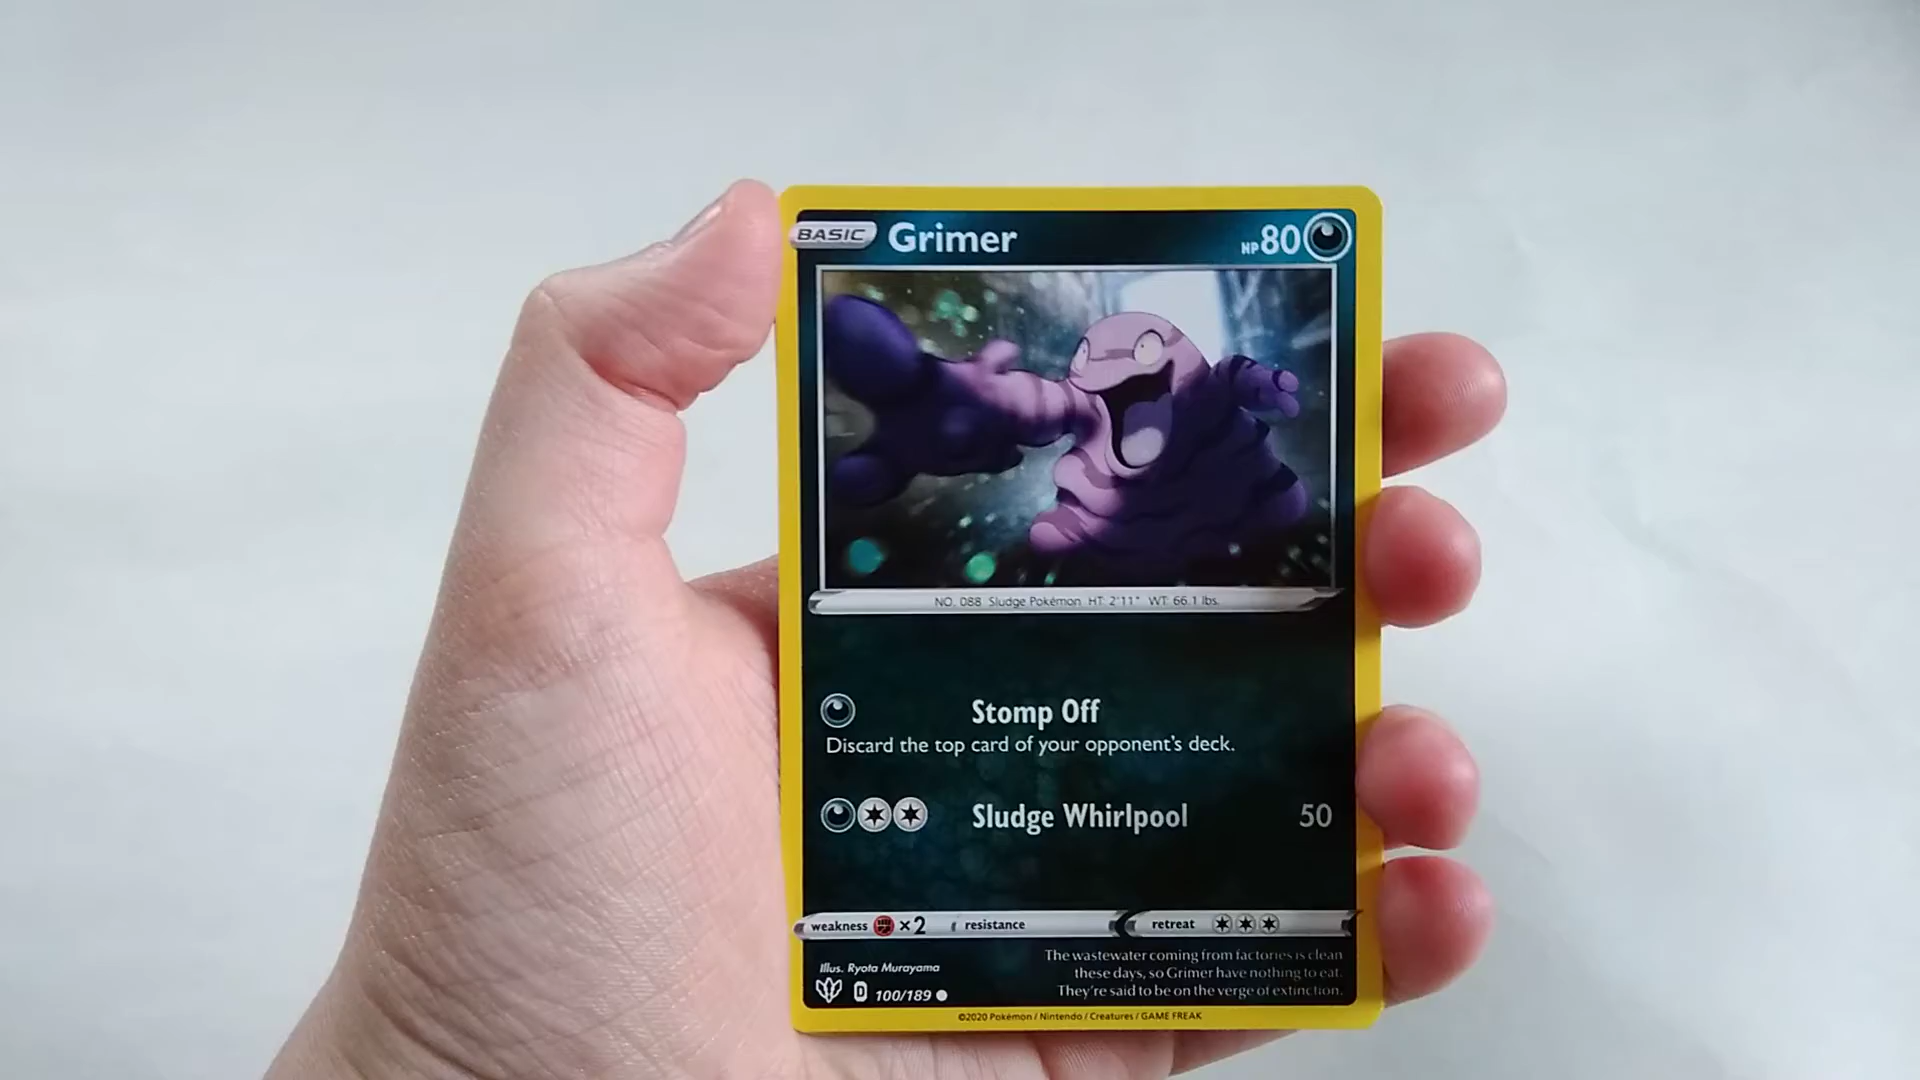 BASIC Grimer HP80
NO. 088 Sludge Pokémon HT: 2'11" WT: 66.1 lbs.
Stomp Off
Discard the top card of your opponent's deck.
Sludge Whirlpool 50
weakness ×2 resistance retreat
Illus. Ryota Murayama
D 100/189
The wastewater coming from factories is clean
these days, so Grimer have nothing to eat.
They're said to be on the verge of extinction.
©2020 Pokémon / Nintendo / Creatures / GAME FREAK